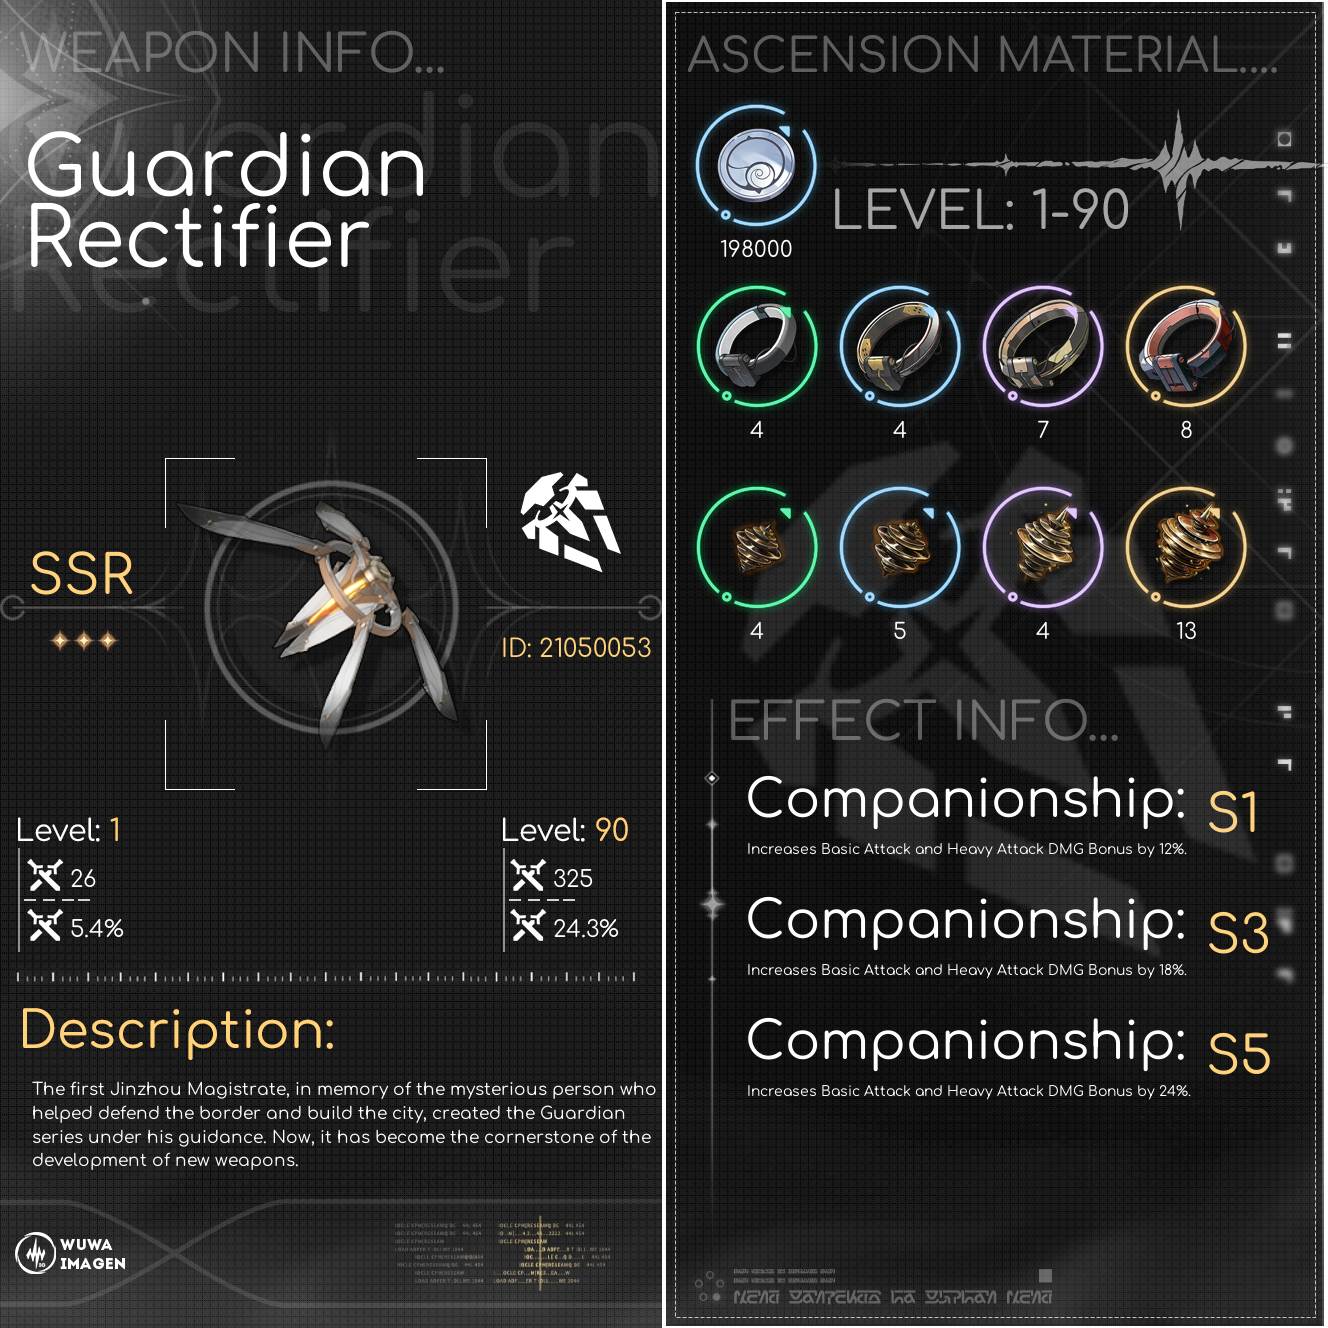 WEAPON INFO...
Guardian
Rectifier
SSR
ID: 21050053
Level: 1
26
5.4%
Level: 90
325
24.3%
Description:
The first Jinzhou Magistrate, in memory of the mysterious person who
helped defend the border and build the city, created the Guardian
series under his guidance. Now, it has become the cornerstone of the
development of new weapons.
WUWA
IMAGEN
ASCENSION MATERIAL....
198000
LEVEL: 1-90
4
4
7
8
4
5
4
13
EFFECT INFO...
Companionship: S1
Increases Basic Attack and Heavy Attack DMG Bonus by 12%.
Companionship: S3
Increases Basic Attack and Heavy Attack DMG Bonus by 18%.
Companionship: S5
Increases Basic Attack and Heavy Attack DMG Bonus by 24%.